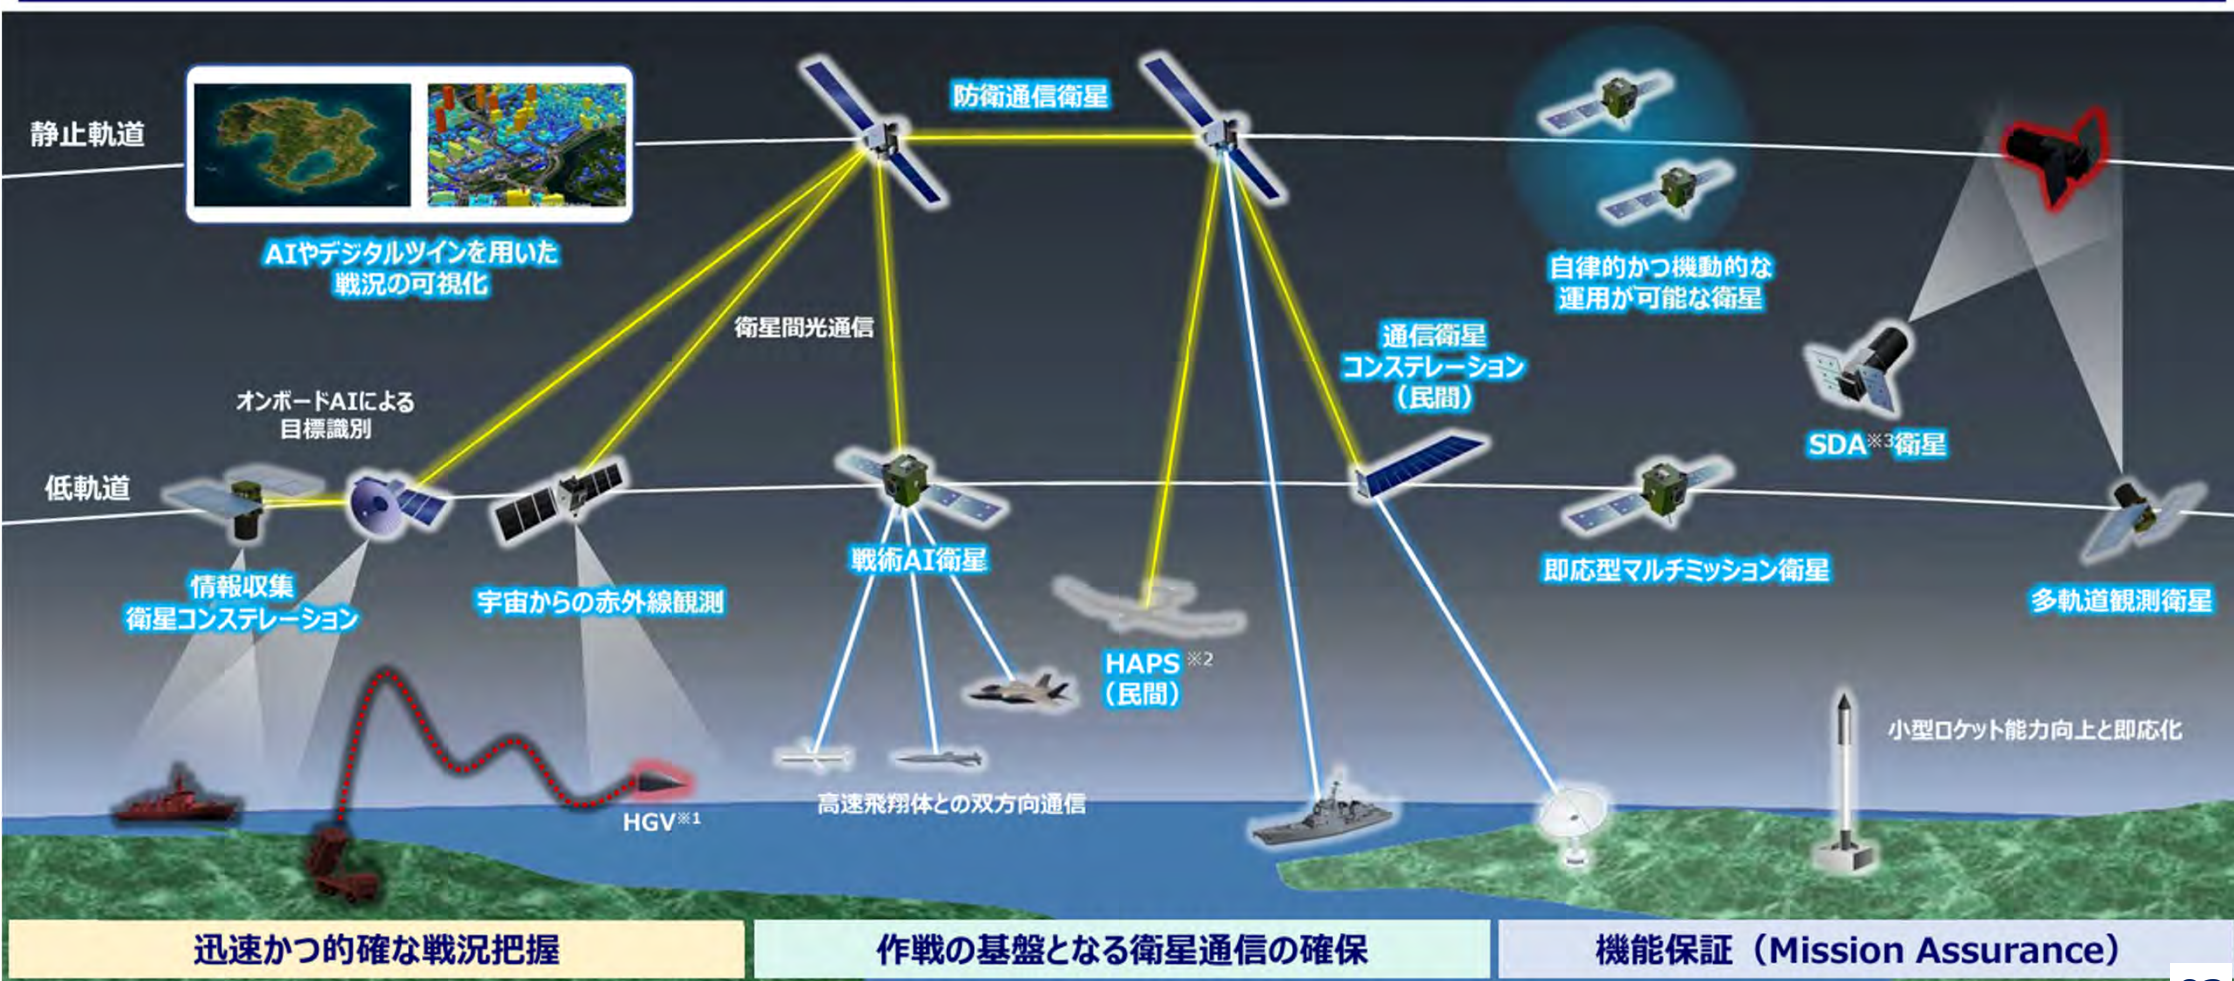 静止軌道
AIやデジタルツインを用いた
戦況の可視化
防衛通信衛星
衛星間光通信
自律的かつ機動的な
運用が可能な衛星
通信衛星
コンステレーション
（民間）
SDA※3衛星
オンボードAIによる
目標識別
低軌道
情報収集
衛星コンステレーション
宇宙からの赤外線観測
戦術AI衛星
HAPS※2
（民間）
即応型マルチミッション衛星
多軌道観測衛星
HGV※1
高速飛翔体との双方向通信
小型ロケット能力向上と即応化
迅速かつ的確な戦況把握
作戦の基盤となる衛星通信の確保
機能保証（Mission Assurance）